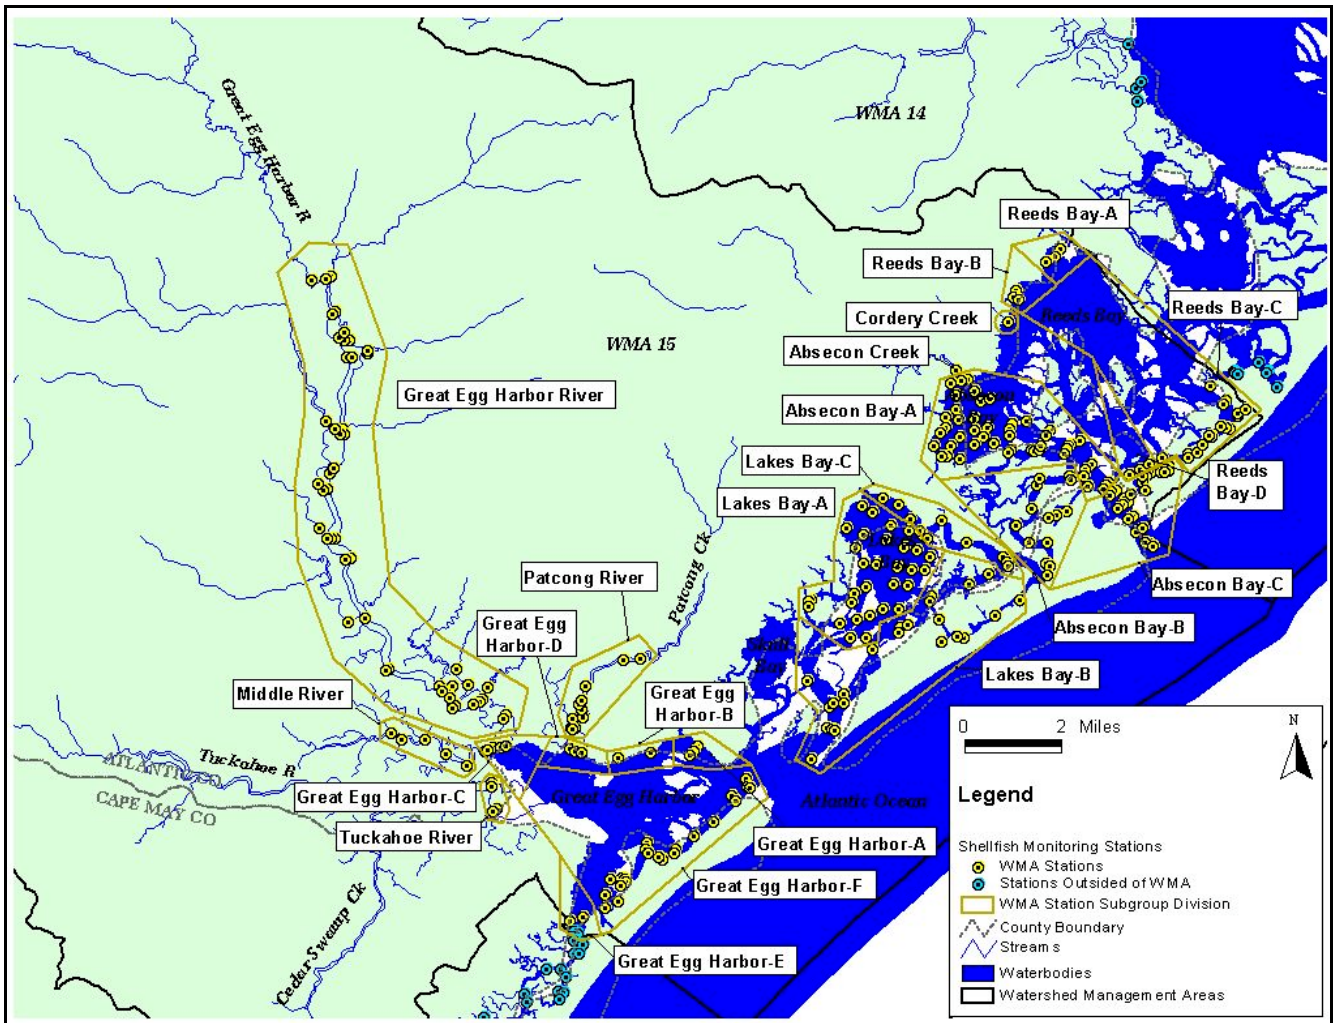 Great Egg Harbor R
WMA 14
Reeds Bay-A
Reeds Bay-B
Reeds Bay-C
Cordery Creek
Reeds Bay
WMA 15
Absecon Creek
Great Egg Harbor River
Absecon Bay-A
Lakes Bay-C
Reeds
Bay-D
Lakes Bay-A
Patcong Ck
Patcong River
Absecon Bay-C
Great Egg
Harbor-D
Absecon Bay-B
Lakes Bay-B
Middle River
Great Egg
Harbor-B
Tuckahoe R
ATLANTIC CO
CAPE MAY CO
Great Egg Harbor-C
Great Egg Harbor
Atlantic Ocean
Tuckahoe River
Great Egg Harbor-A
Great Egg Harbor-F
Cedar Swamp Ck
Great Egg Harbor-E
0 2 Miles
N
Legend
Shellfish Monitoring Stations
WMA Stations
Stations Outsided of WMA
WMA Station Subgroup Division
County Boundary
Streams
Waterbodies
Watershed Management Areas